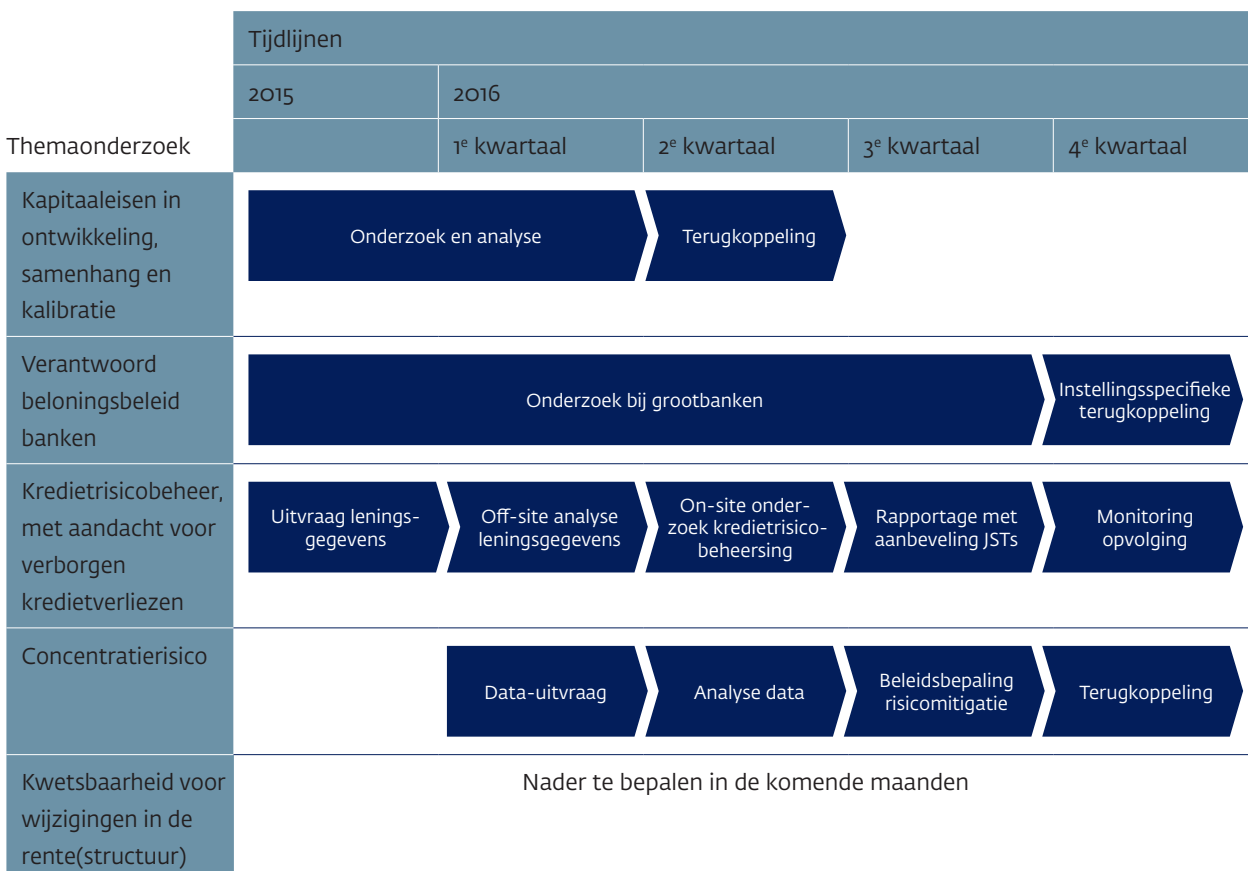 Tijdlijnen
2015
2016
Themaonderzoek
1e kwartaal
2e kwartaal
3e kwartaal
4e kwartaal
Kapitaaleisen in
ontwikkeling,
samenhang en
kalibratie
Onderzoek en analyse
Terugkoppeling
Verantwoord
beloningsbeleid
banken
Onderzoek bij grootbanken
Instellingsspecifieke
terugkoppeling
Kredietrisicobeheer,
met aandacht voor
verborgen
kredietverliezen
Uitvraag lenings-
gegevens
Off-site analyse
leningsgegevens
On-site onder-
zoek kredietrisico-
beheersing
Rapportage met
aanbeveling JSTs
Monitoring
opvolging
Concentratierisico
Data-uitvraag
Analyse data
Beleidsbepaling
risicomitigatie
Terugkoppeling
Kwetsbaarheid voor
wijzigingen in de
rente(structuur)
Nader te bepalen in de komende maanden